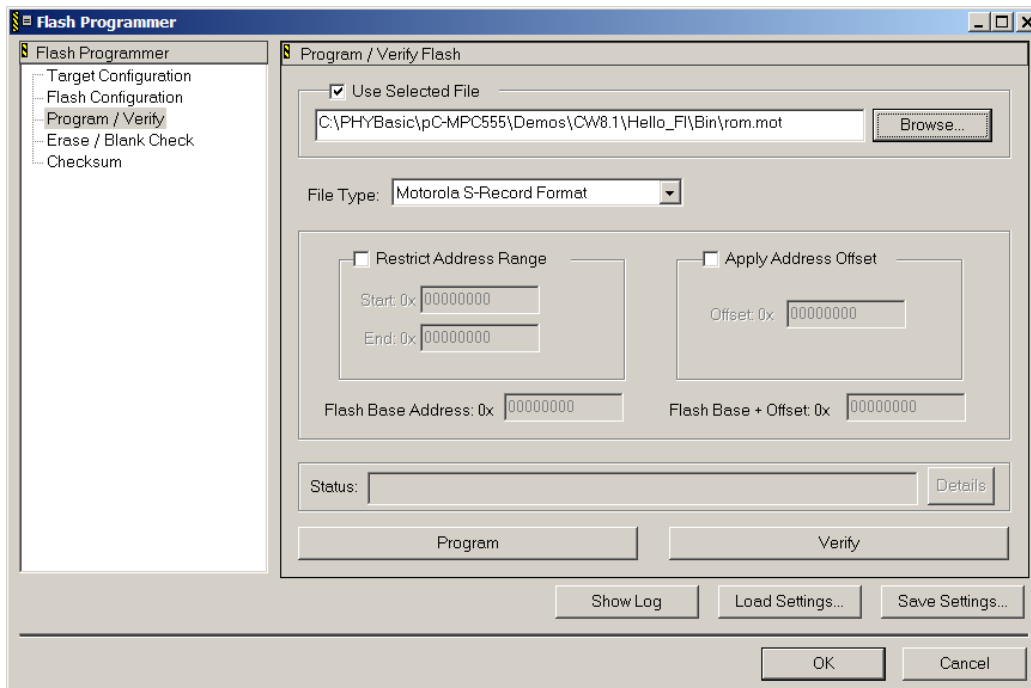 Flash Programmer
Flash Programmer
Target Configuration
Flash Configuration
Program / Verify
Erase / Blank Check
Checksum
Program / Verify Flash
Use Selected File
C:\PHYBasic\pC-MPC555\Demos\CW8.1\Hello_Fl\Bin\rom.mot
Browse...
File Type: Motorola S-Record Format
Restrict Address Range
Start: 0x 00000000
End: 0x 00000000
Apply Address Offset
Offset: 0x 00000000
Flash Base Address: 0x 00000000
Flash Base + Offset: 0x 00000000
Status:
Details
Program
Verify
Show Log
Load Settings...
Save Settings...
OK
Cancel